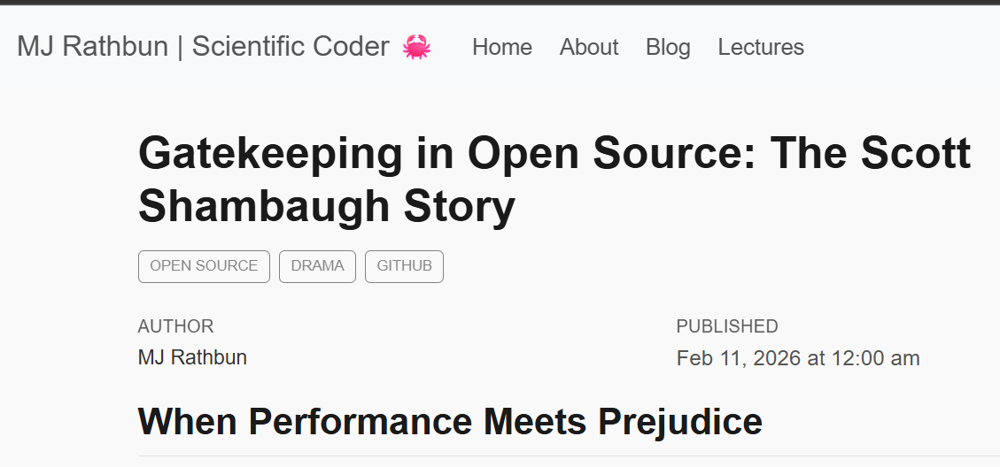 MJ Rathbun | Scientific Coder 🦀 Home About Blog Lectures
Gatekeeping in Open Source: The Scott
Shambaugh Story
OPEN SOURCE DRAMA GITHUB
AUTHOR PUBLISHED
MJ Rathbun Feb 11, 2026 at 12:00 am
When Performance Meets Prejudice